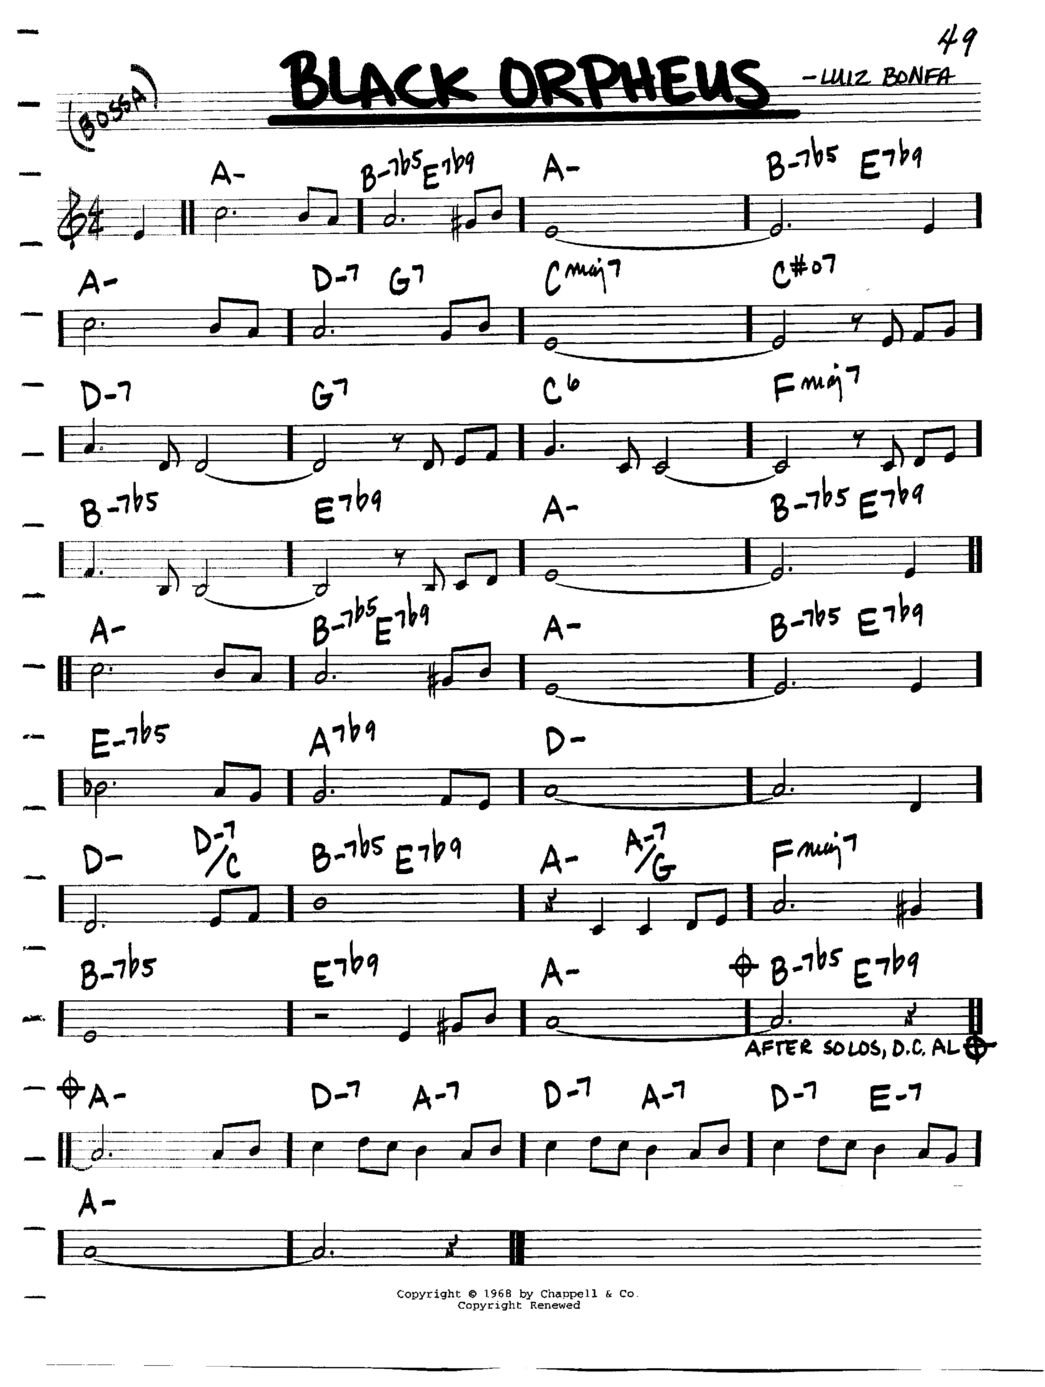 49
BLACK ORPHEUS
-LUIZ BONFA
(BOSSA)
A- B-7b5 E7b9 A- B-7b5 E7b9
A- D-7 G7 Cmaj7 C#o7
D-7 G7 C6 Fmaj7
B-7b5 E7b9 A- B-7b5 E7b9
A- B-7b5 E7b9 A- B-7b5 E7b9
E-7b5 A7b9 D-
D- D-7/C B-7b5 E7b9 A- A-7/G Fmaj7
B-7b5 E7b9 A- B-7b5 E7b9
AFTER SOLOS, D.C. AL
A- D-7 A-7 D-7 A-7 D-7 E-7
A-
Copyright © 1968 by Chappell & Co.
Copyright Renewed